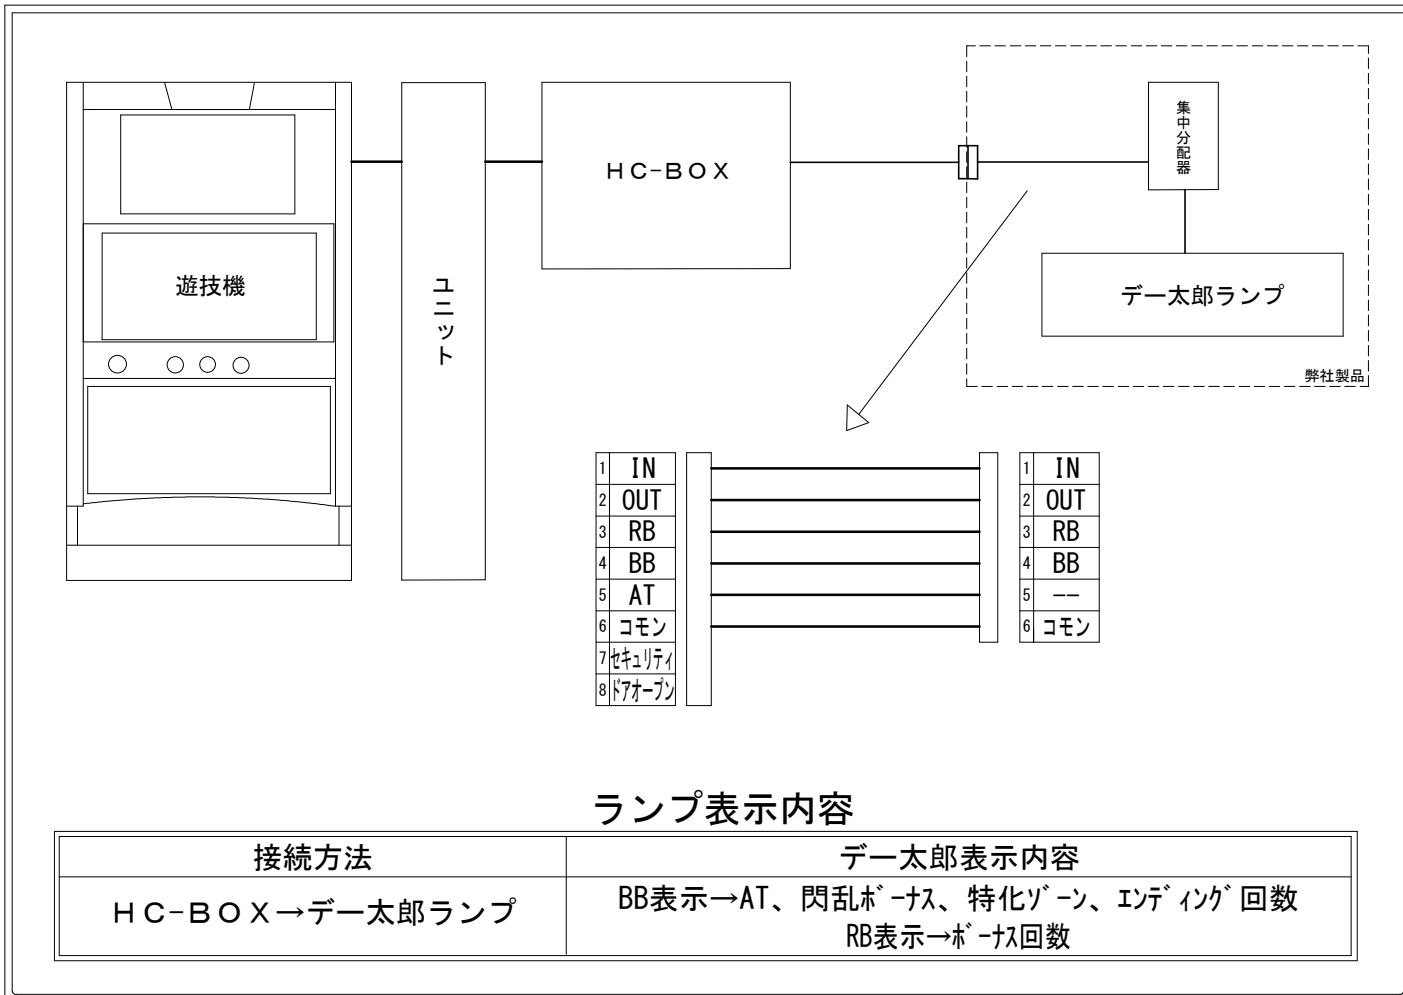 遊技機
ユニット
HC-BOX
集中分配器
デー太郎ランプ
弊社製品
1 IN
2 OUT
3 RB
4 BB
5 AT
6 コモン
7 セキュリティ
8 ドアオープン
1 IN
2 OUT
3 RB
4 BB
5 --
6 コモン
ランプ表示内容
接続方法 デー太郎表示内容
HC-BOX→デー太郎ランプ
BB表示→AT、閃乱ボーナス、特化ゾーン、エンディング回数
RB表示→ボーナス回数